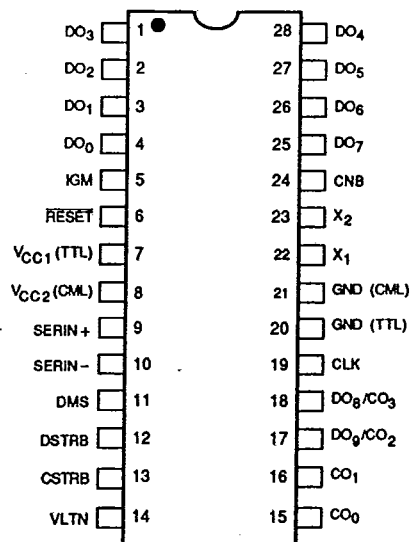 DO₃ 1 28 DO₄
DO₂ 2 27 DO₅
DO₁ 3 26 DO₆
DO₀ 4 25 DO₇
IGM 5 24 CNB
R̅E̅S̅E̅T̅ 6 23 X₂
V_CC1 (TTL) 7 22 X₁
V_CC2 (CML) 8 21 GND (CML)
SERIN+ 9 20 GND (TTL)
SERIN− 10 19 CLK
DMS 11 18 DO₈/CO₃
DSTRB 12 17 DO₉/CO₂
CSTRB 13 16 CO₁
VLTN 14 15 CO₀